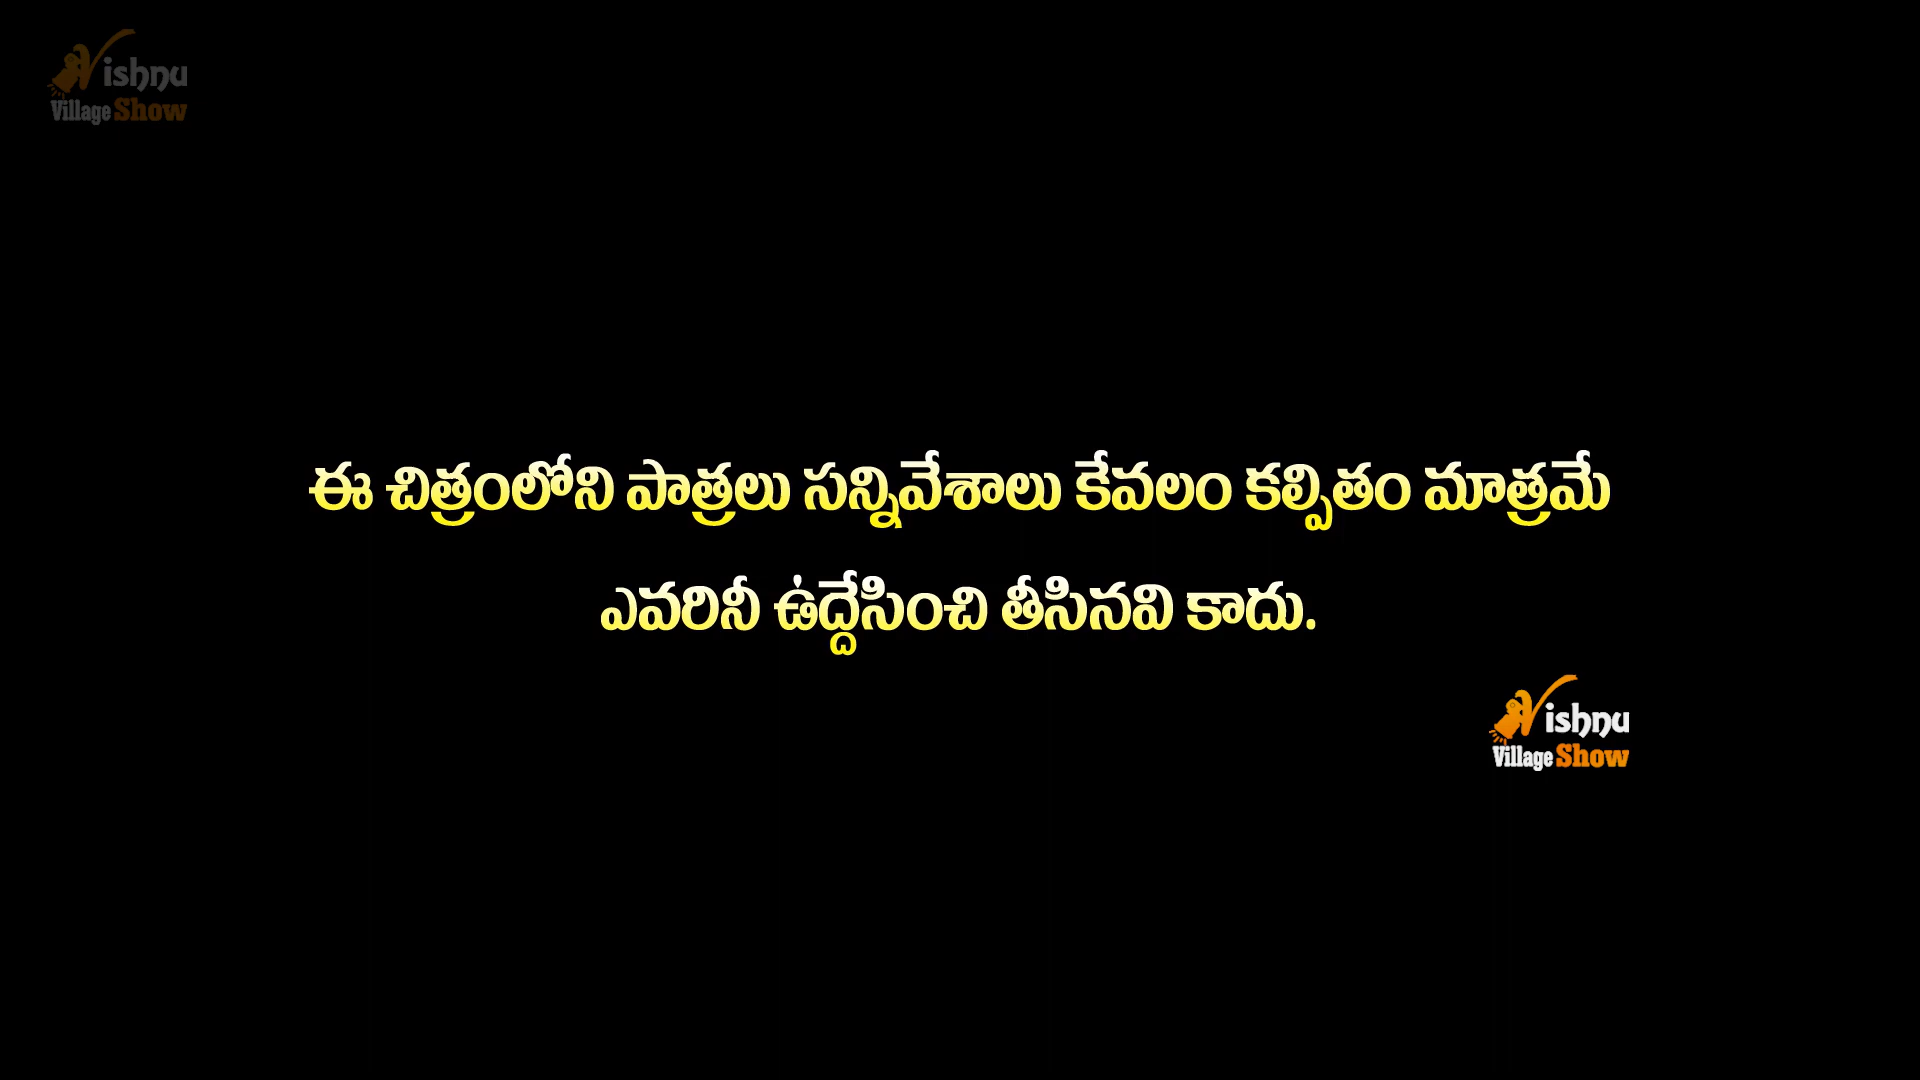 Vishnu
Village Show
ఈ చిత్రంలోని పాత్రలు సన్నివేశాలు కేవలం కల్పితం మాత్రమే
ఎవరినీ ఉద్దేసించి తీసినవి కాదు.
Vishnu
Village Show